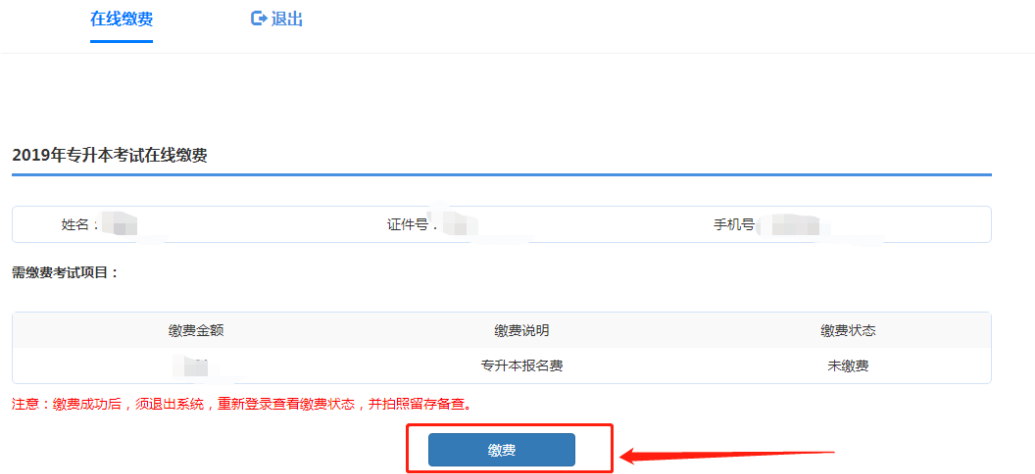 在线缴费 退出
2019年专升本考试在线缴费
姓名： 证件号： 手机号
需缴费考试项目：
缴费金额 缴费说明 缴费状态
专升本报名费 未缴费
注意：缴费成功后，须退出系统，重新登录查看缴费状态，并拍照留存备查。
缴费